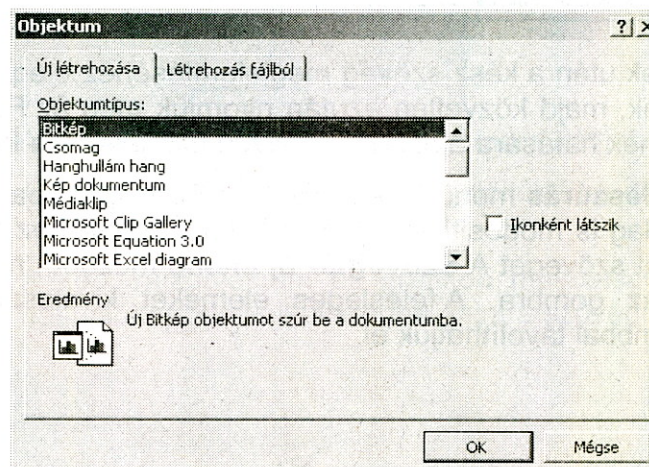 Objektum
Új létrehozása
Létrehozás fájlból
Objektumtípus:
Bitkép
Csomag
Hanghullám hang
Kép dokumentum
Médiaklip
Microsoft Clip Gallery
Microsoft Equation 3.0
Microsoft Excel diagram
Ikonként látszik
Eredmény
Új Bitkép objektumot szúr be a dokumentumba.
OK
Mégse